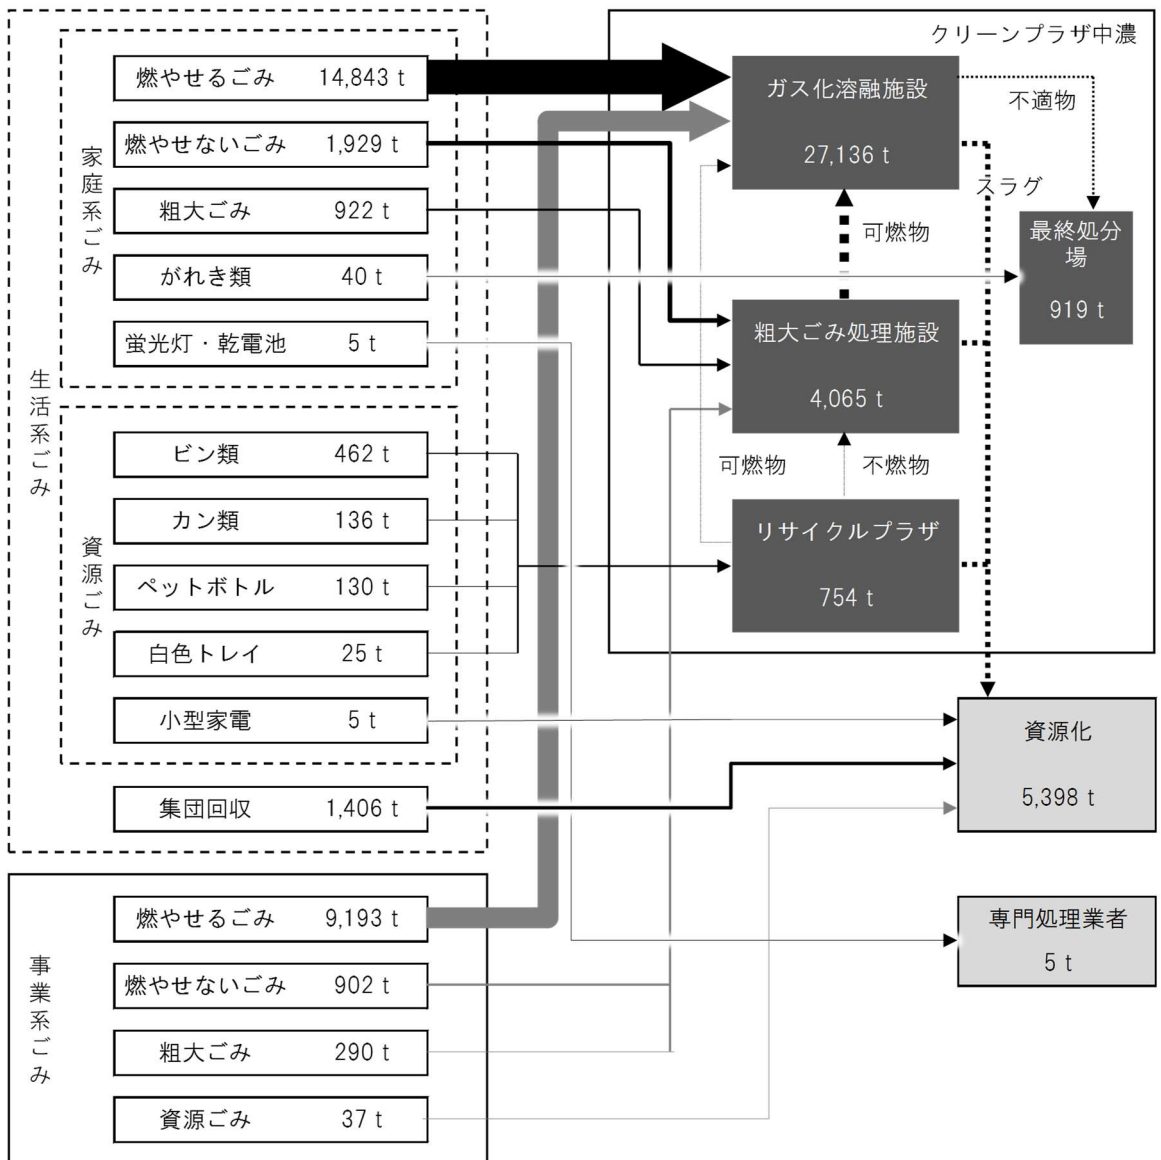 生活系ごみ
家庭系ごみ
燃やせるごみ 14,843 t
燃やせないごみ 1,929 t
粗大ごみ 922 t
がれき類 40 t
蛍光灯・乾電池 5 t
資源ごみ
ビン類 462 t
カン類 136 t
ペットボトル 130 t
白色トレイ 25 t
小型家電 5 t
集団回収 1,406 t
事業系ごみ
燃やせるごみ 9,193 t
燃やせないごみ 902 t
粗大ごみ 290 t
資源ごみ 37 t
クリーンプラザ中濃
ガス化溶融施設
27,136 t
不適物
スラグ
可燃物
最終処分
場
919 t
粗大ごみ処理施設
4,065 t
可燃物
不燃物
リサイクルプラザ
754 t
資源化
5,398 t
専門処理業者
5 t